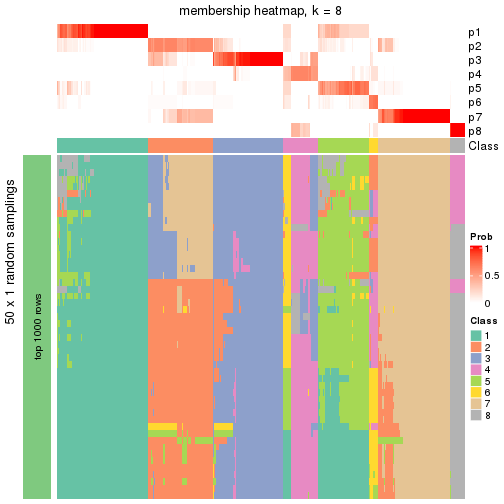 membership heatmap, k = 8
p1
p2
p3
p4
p5
p6
p7
p8
Class
50 x 1 random samplings
top 1000 rows
Prob
1
0.5
0
Class
1
2
3
4
5
6
7
8